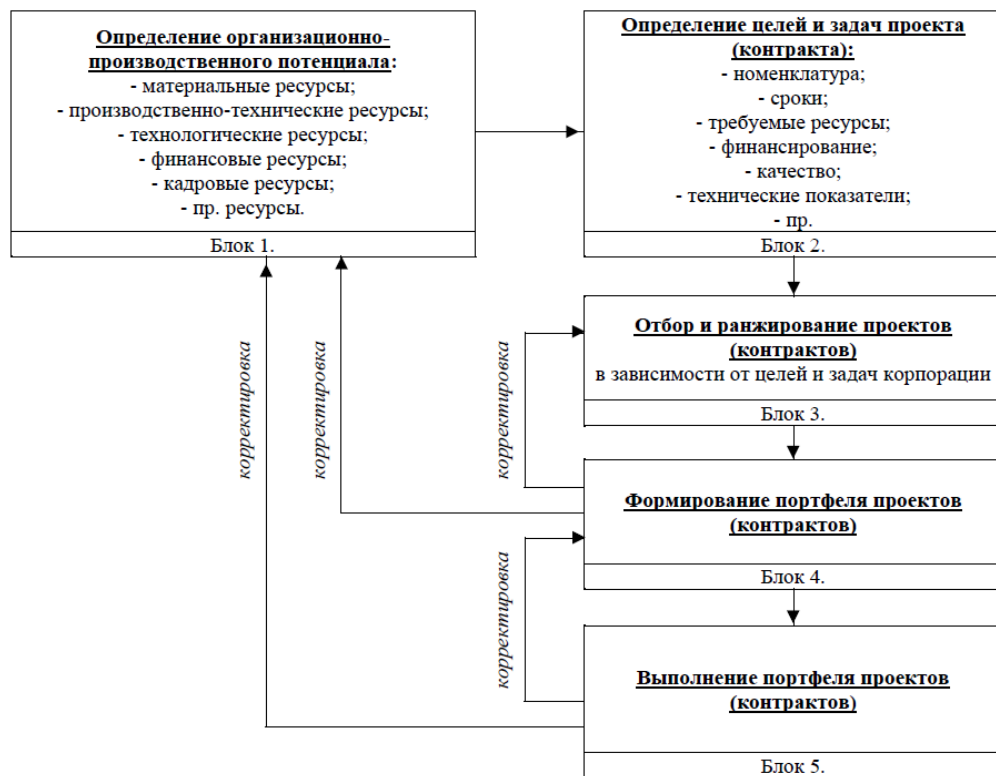 Определение организационно-
производственного потенциала:
- материальные ресурсы;
- производственно-технические ресурсы;
- технологические ресурсы;
- финансовые ресурсы;
- кадровые ресурсы;
- пр. ресурсы.
Блок 1.
Определение целей и задач проекта
(контракта):
- номенклатура;
- сроки;
- требуемые ресурсы;
- финансирование;
- качество;
- технические показатели;
- пр.
Блок 2.
Отбор и ранжирование проектов
(контрактов)
в зависимости от целей и задач корпорации
Блок 3.
корректировка
корректировка
корректировка
Формирование портфеля проектов
(контрактов)
Блок 4.
корректировка
Выполнение портфеля проектов
(контрактов)
Блок 5.